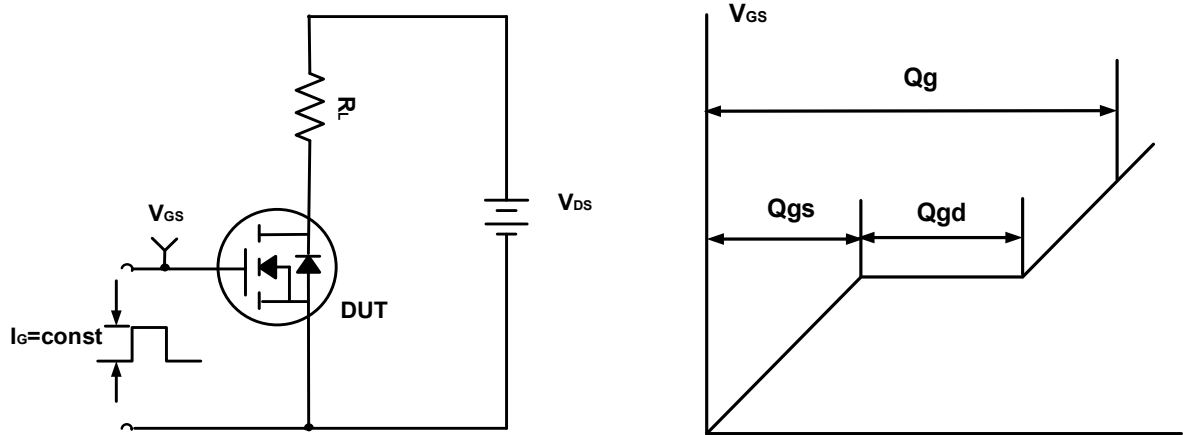 RL
VGS
VDS
DUT
IG=const
VGS
Qg
Qgs
Qgd